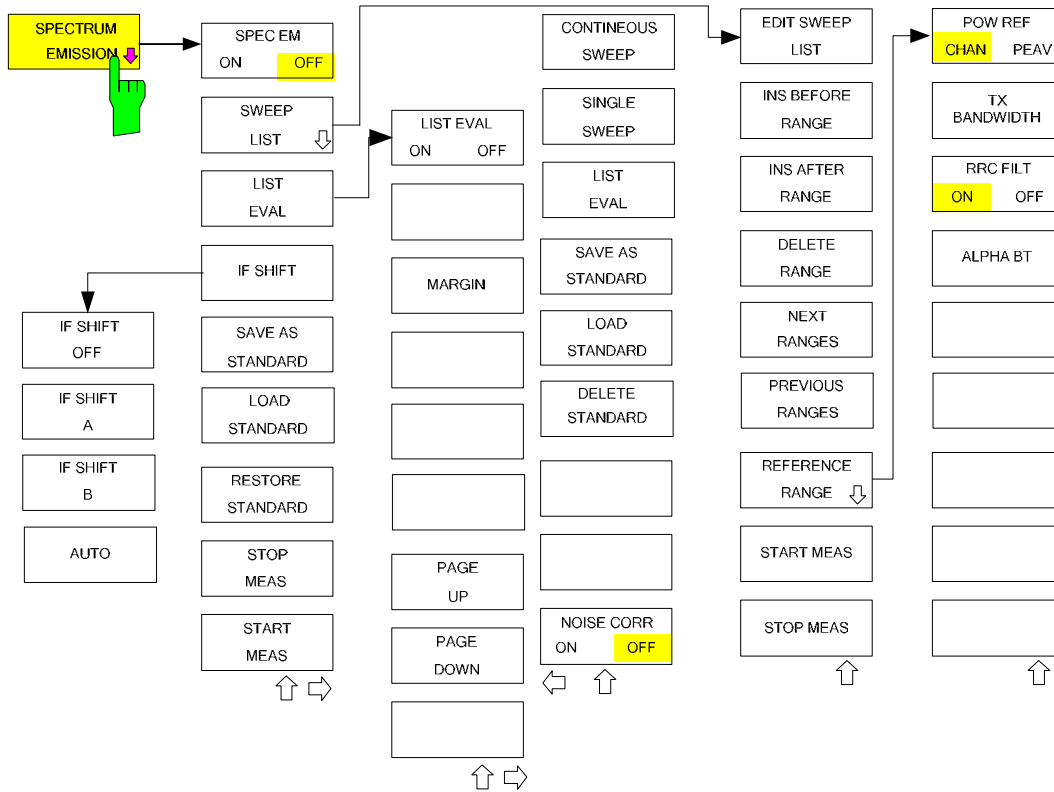 SPECTRUM
EMISSION
SPEC EM
ON OFF
SWEEP
LIST
LIST
EVAL
IF SHIFT
SAVE AS
STANDARD
LOAD
STANDARD
RESTORE
STANDARD
STOP
MEAS
START
MEAS
IF SHIFT
OFF
IF SHIFT
A
IF SHIFT
B
AUTO
LIST EVAL
ON OFF
MARGIN
PAGE
UP
PAGE
DOWN
CONTINEOUS
SWEEP
SINGLE
SWEEP
LIST
EVAL
SAVE AS
STANDARD
LOAD
STANDARD
DELETE
STANDARD
NOISE CORR
ON OFF
EDIT SWEEP
LIST
INS BEFORE
RANGE
INS AFTER
RANGE
DELETE
RANGE
NEXT
RANGES
PREVIOUS
RANGES
REFERENCE
RANGE
START MEAS
STOP MEAS
POW REF
CHAN PEAV
TX
BANDWIDTH
RRC FILT
ON OFF
ALPHA BT